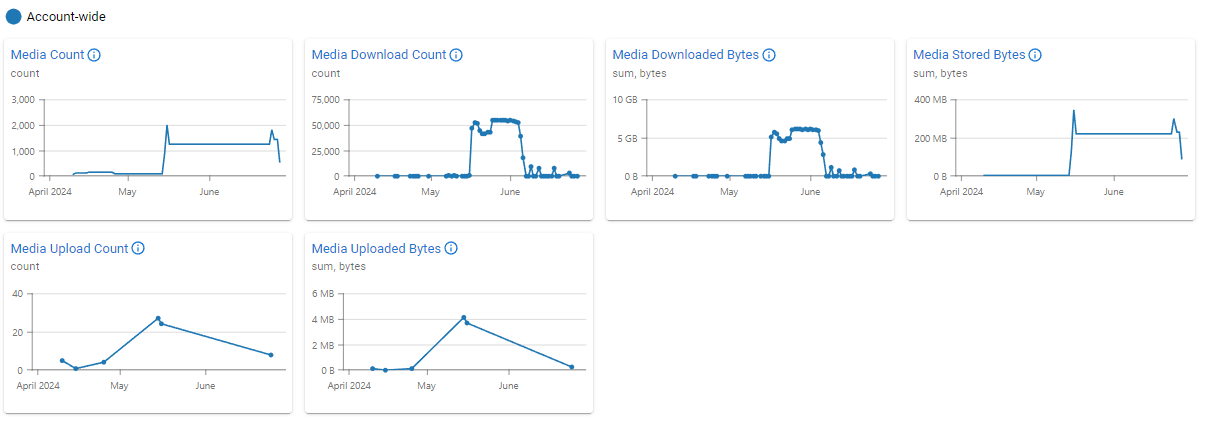 Account-wide
Media Count
count
3,000
2,000
1,000
0
April 2024 May June
Media Download Count
count
75,000
50,000
25,000
0
April 2024 May June
Media Downloaded Bytes
sum, bytes
10 GB
5 GB
0 B
April 2024 May June
Media Stored Bytes
sum, bytes
400 MB
200 MB
0 B
April 2024 May June
Media Upload Count
count
40
20
0
April 2024 May June
Media Uploaded Bytes
sum, bytes
6 MB
4 MB
2 MB
0 B
April 2024 May June